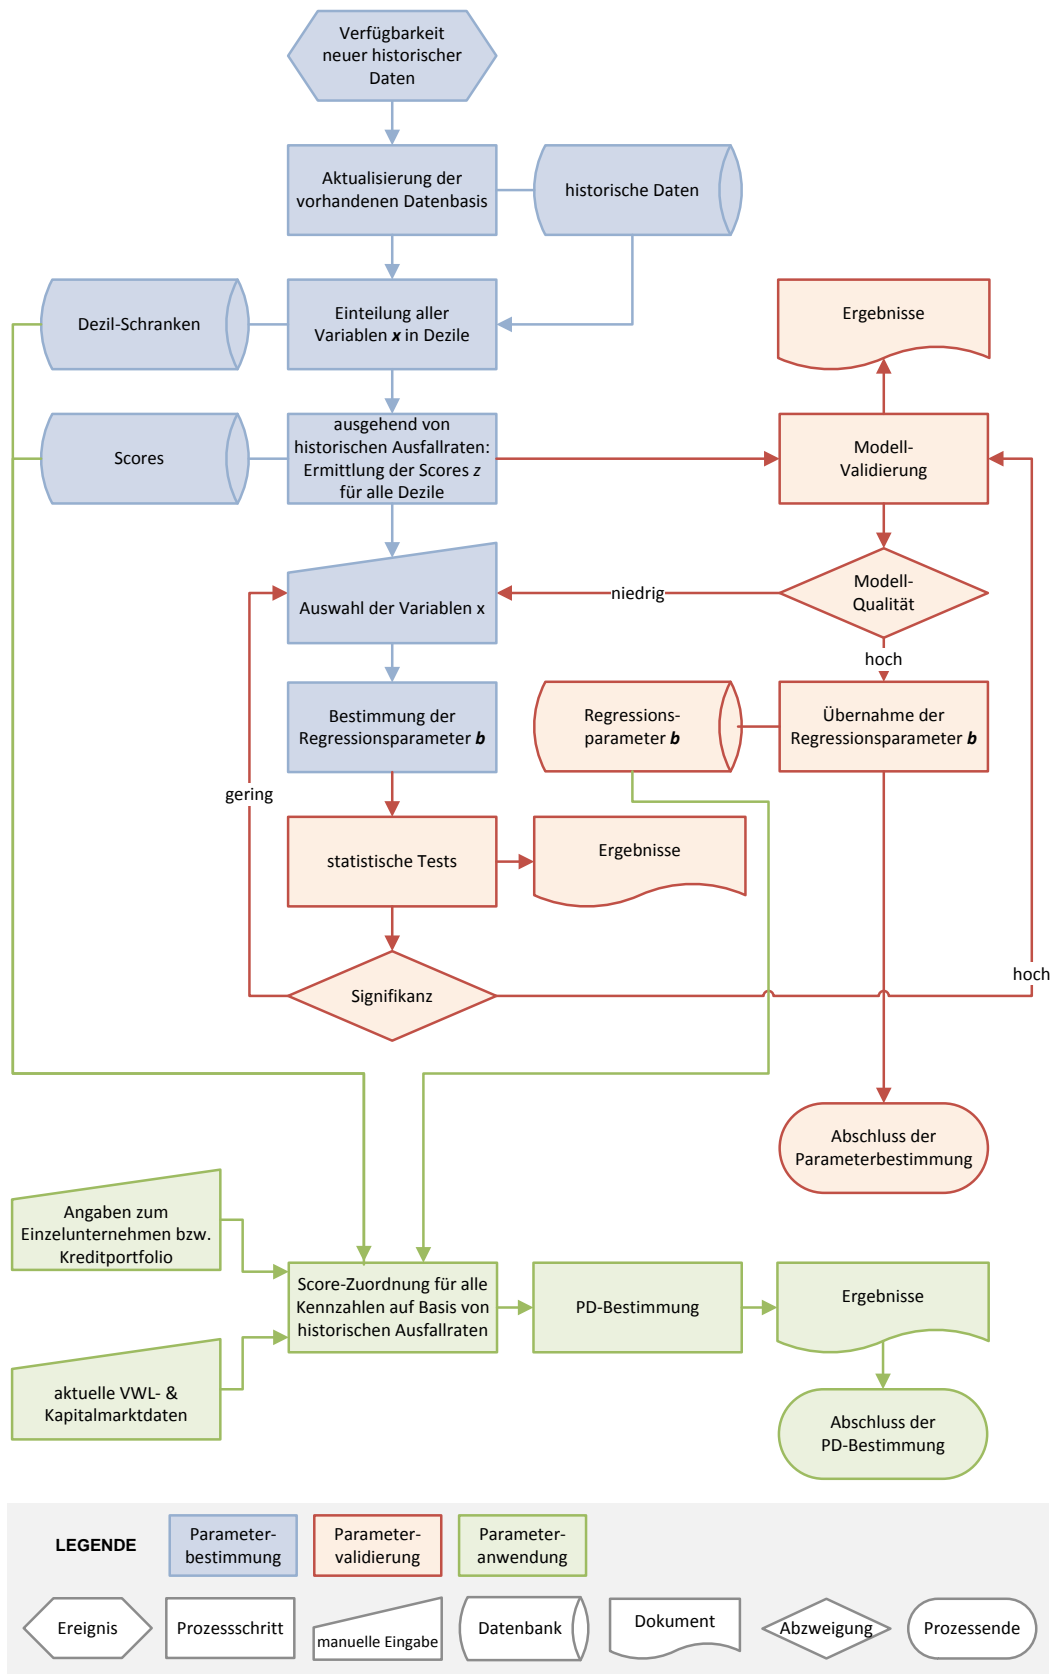 Verfügbarkeit
neuer historischer
Daten
Aktualisierung der
vorhandenen Datenbasis
historische Daten
Dezil-Schranken
Einteilung aller
Variablen x in Dezile
Ergebnisse
Scores
ausgehend von
historischen Ausfallraten:
Ermittlung der Scores z
für alle Dezile
Modell-
Validierung
Auswahl der Variablen x
niedrig
Modell-
Qualität
hoch
Bestimmung der
Regressionsparameter b
Regressions-
parameter b
Übernahme der
Regressionsparameter b
gering
statistische Tests
Ergebnisse
Signifikanz
hoch
Abschluss der
Parameterbestimmung
Angaben zum
Einzelunternehmen bzw.
Kreditportfolio
Score-Zuordnung für alle
Kennzahlen auf Basis von
historischen Ausfallraten
PD-Bestimmung
Ergebnisse
aktuelle VWL- &
Kapitalmarktdaten
Abschluss der
PD-Bestimmung
LEGENDE
Parameter-
bestimmung
Parameter-
validierung
Parameter-
anwendung
Ereignis
Prozessschritt
manuelle Eingabe
Datenbank
Dokument
Abzweigung
Prozessende